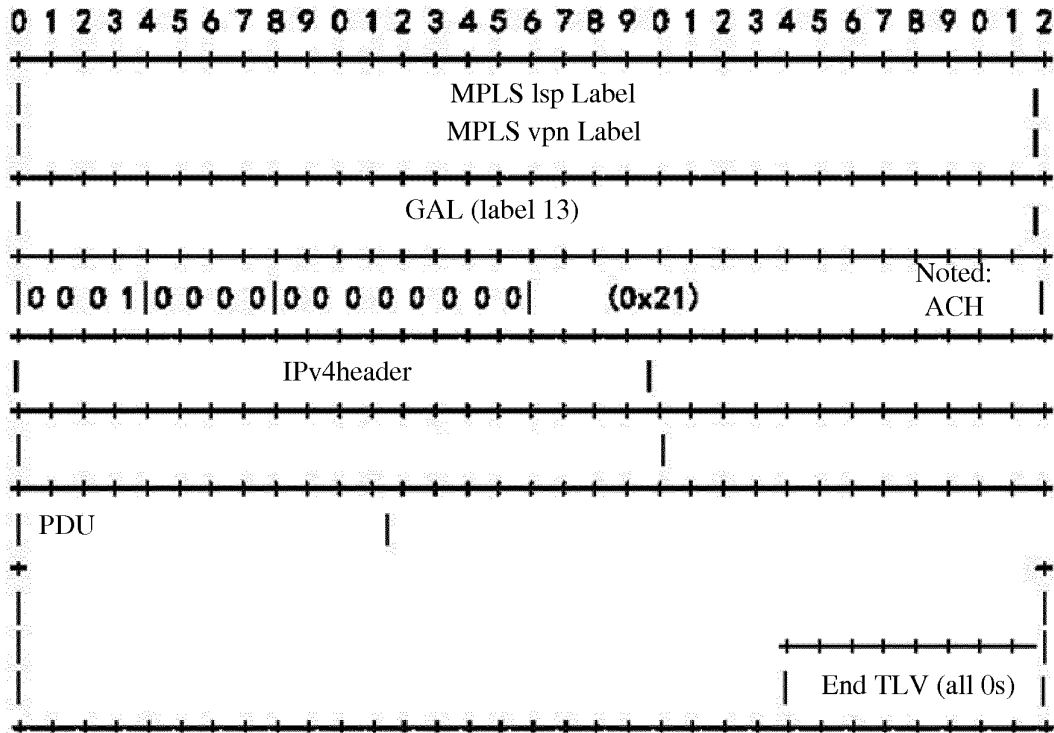 0 1 2 3 4 5 6 7 8 9 0 1 2 3 4 5 6 7 8 9 0 1 2 3 4 5 6 7 8 9 0 1 2
MPLS lsp Label
MPLS vpn Label
GAL (label 13)
|0 0 0 1|0 0 0 0|0 0 0 0 0 0 0 0| (0x21) Noted:
ACH
IPv4header
PDU
End TLV (all 0s)